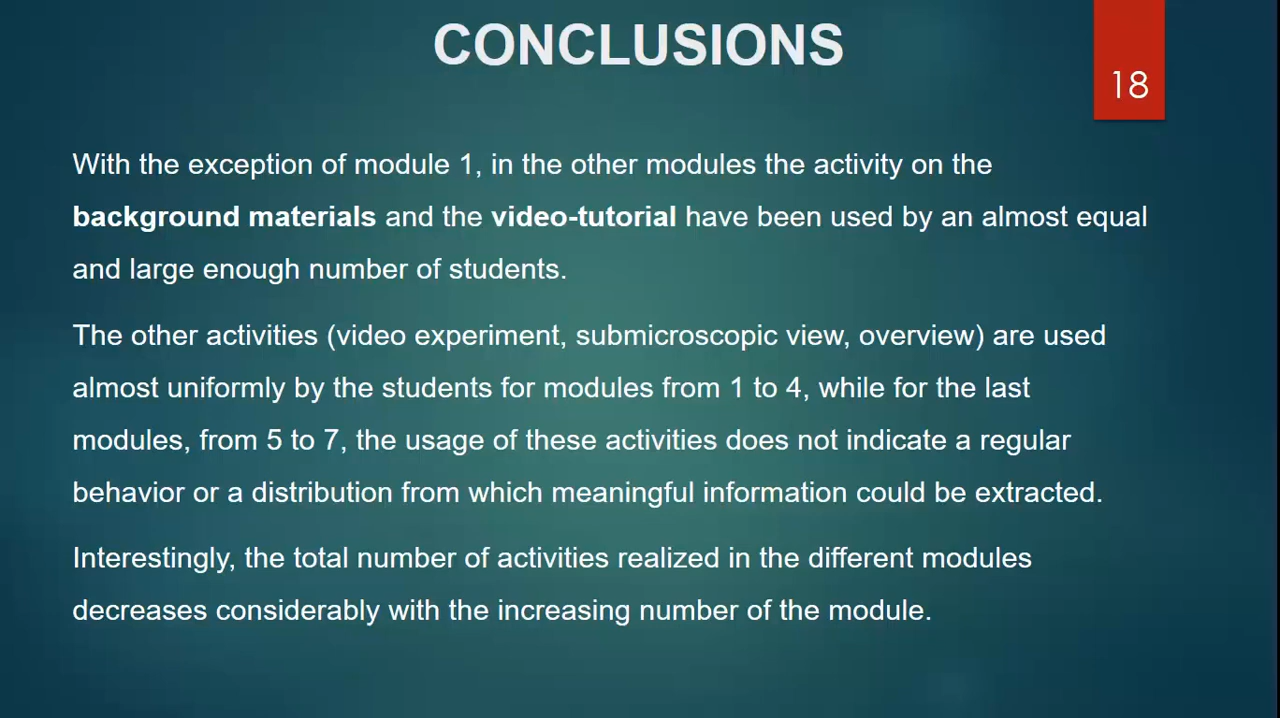 CONCLUSIONS
18
With the exception of module 1, in the other modules the activity on the
background materials and the video-tutorial have been used by an almost equal
and large enough number of students.
The other activities (video experiment, submicroscopic view, overview) are used
almost uniformly by the students for modules from 1 to 4, while for the last
modules, from 5 to 7, the usage of these activities does not indicate a regular
behavior or a distribution from which meaningful information could be extracted.
Interestingly, the total number of activities realized in the different modules
decreases considerably with the increasing number of the module.